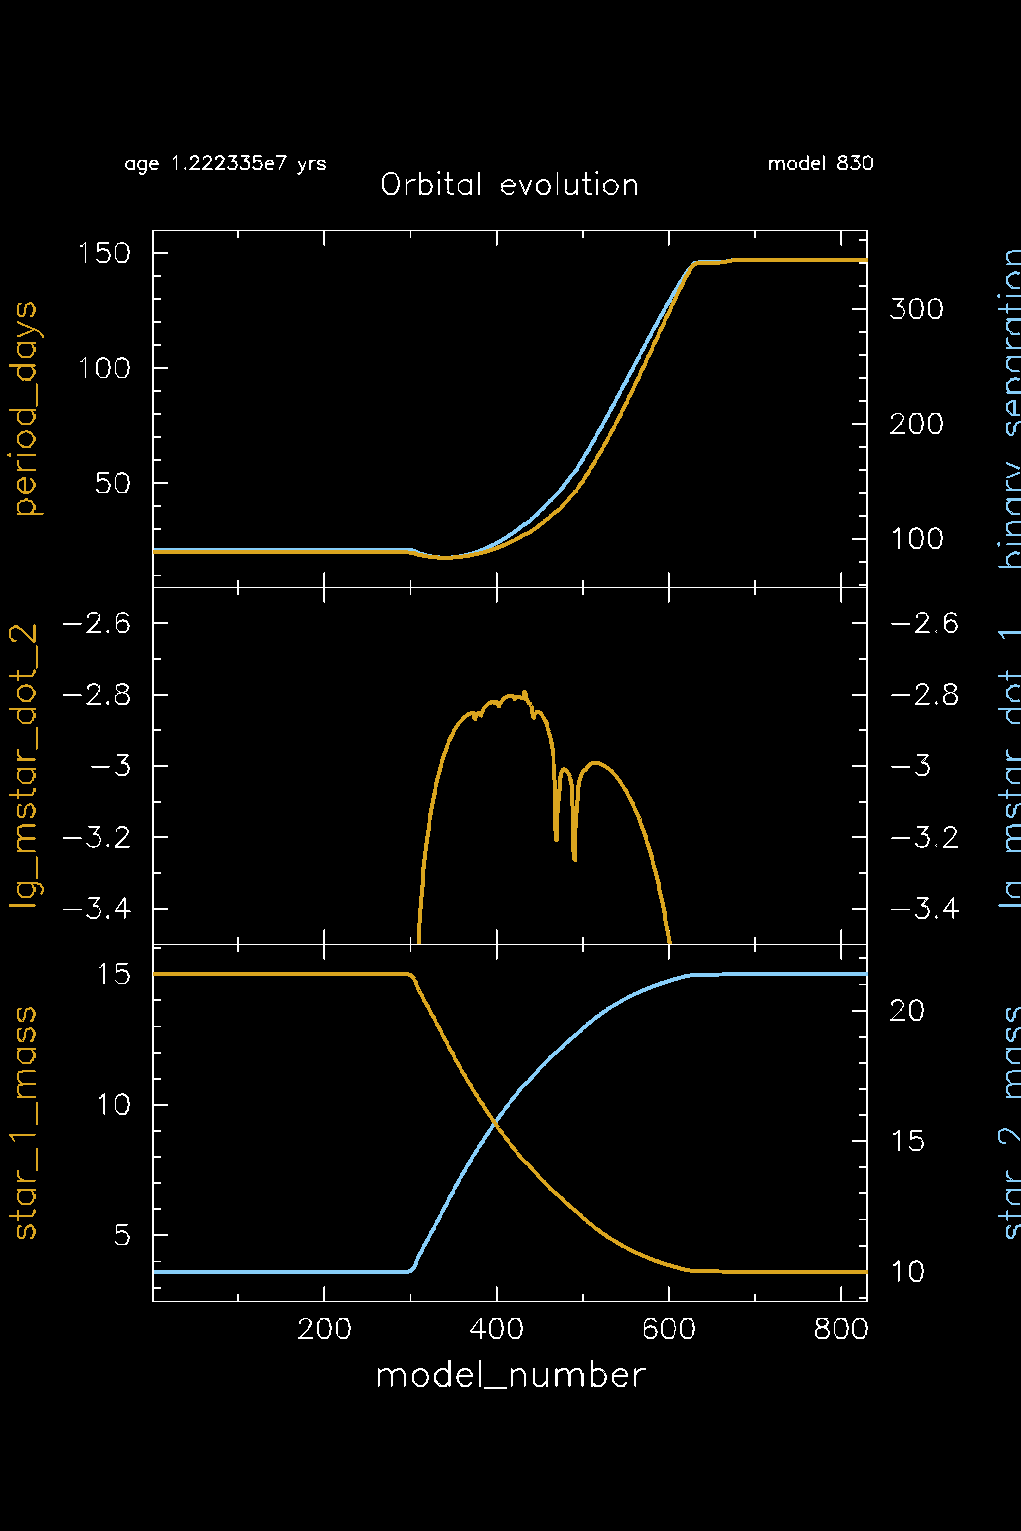 age 1.222335e7 yrs
model 830
Orbital evolution
period_days
150
100
50
300
200
100
binary_separation
lg_mstar_dot_2
−2.6
−2.8
−3
−3.2
−3.4
−2.6
−2.8
−3
−3.2
−3.4
lg_mstar_dot_1
star_1_mass
15
10
5
20
15
10
star_2_mass
200
400
600
800
model_number